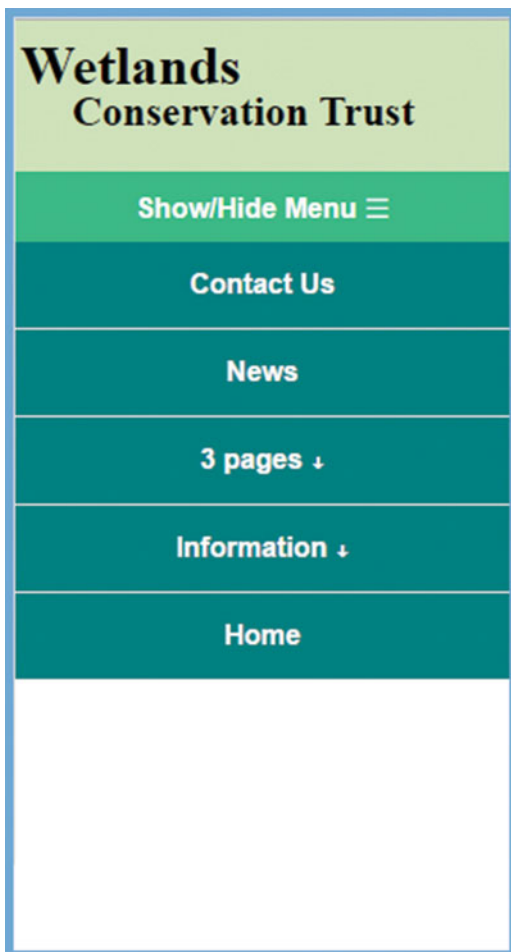 Wetlands
Conservation Trust
Show/Hide Menu ☰
Contact Us
News
3 pages ↓
Information ↓
Home